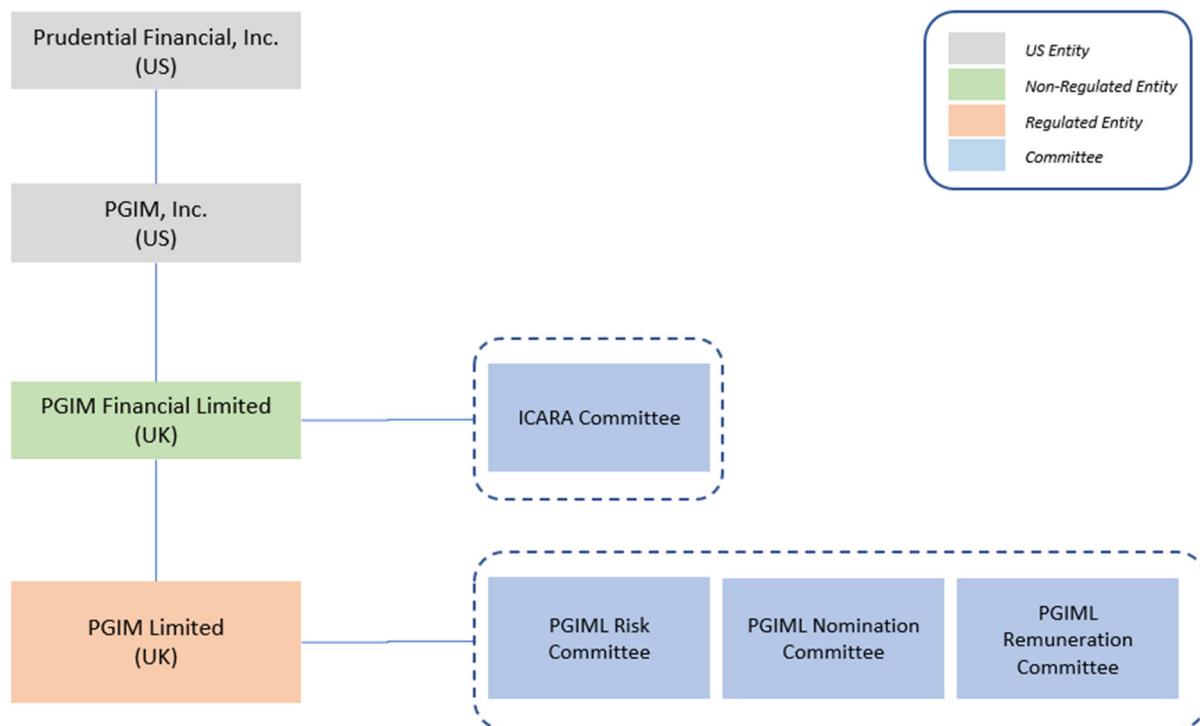 Prudential Financial, Inc.
(US)
US Entity
Non-Regulated Entity
Regulated Entity
Committee
PGIM, Inc.
(US)
PGIM Financial Limited
(UK)
ICARA Committee
PGIM Limited
(UK)
PGIML Risk
Committee
PGIML Nomination
Committee
PGIML
Remuneration
Committee